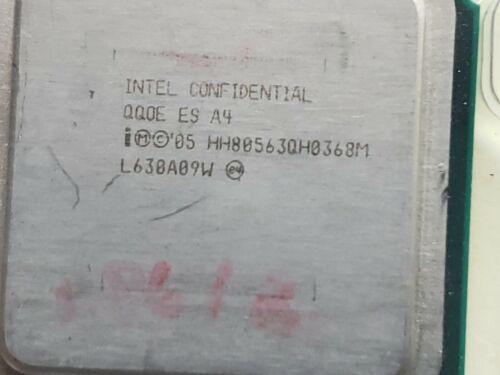 INTEL CONFIDENTIAL
QQOE ES A4
i Ⓜ © '05 HH80563QH0368M
L630A09W e4